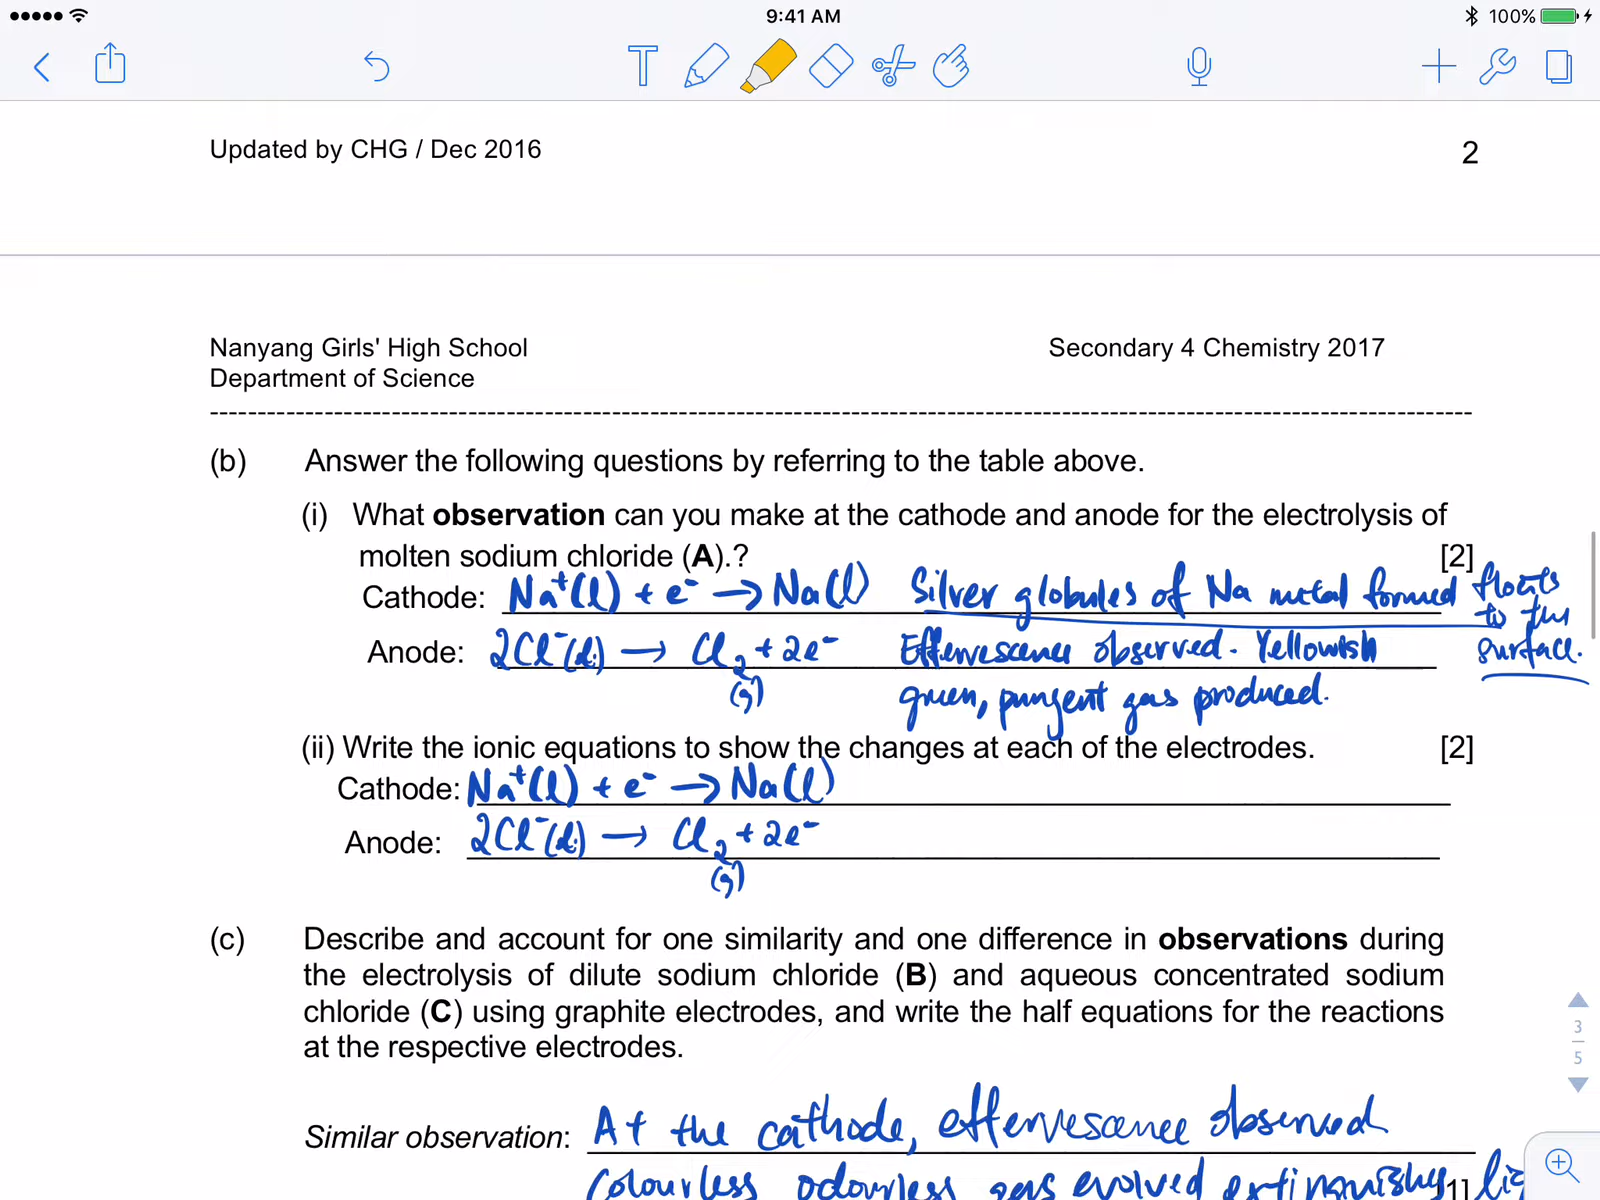 9:41 AM
100%
T
Updated by CHG / Dec 2016
2
Nanyang Girls' High School
Secondary 4 Chemistry 2017
Department of Science
(b) Answer the following questions by referring to the table above.
(i) What observation can you make at the cathode and anode for the electrolysis of
molten sodium chloride (A).? [2]
Cathode: Na⁺(l) + e⁻ → Na(l) Silver globules of Na metal formed floats
to the
surface.
Anode: 2Cl⁻(l) → Cl₂ + 2e⁻ Effervescence observed. Yellowish
(g) green, pungent gas produced.
(ii) Write the ionic equations to show the changes at each of the electrodes. [2]
Cathode: Na⁺(l) + e⁻ → Na(l)
Anode: 2Cl⁻(l) → Cl₂ + 2e⁻
(g)
(c) Describe and account for one similarity and one difference in observations during
the electrolysis of dilute sodium chloride (B) and aqueous concentrated sodium
chloride (C) using graphite electrodes, and write the half equations for the reactions
at the respective electrodes.
3
5
Similar observation: At the cathode, effervescence observed
Colourless odourless gas evolved extinguishes